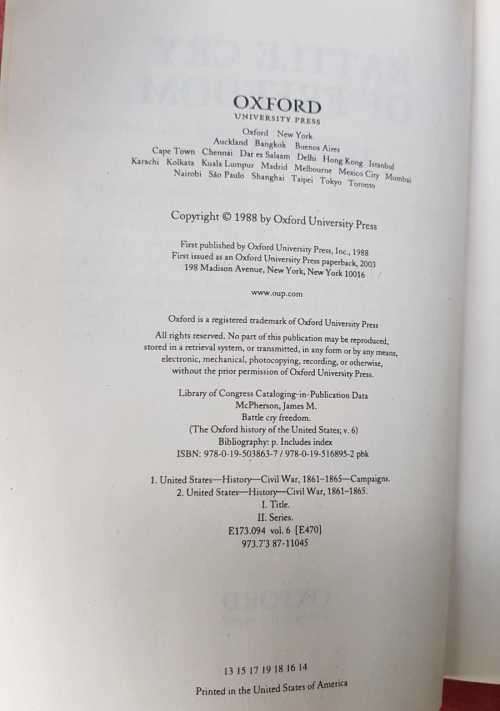 OXFORD
UNIVERSITY PRESS
Oxford New York
Auckland Bangkok Buenos Aires
Cape Town Chennai Dar es Salaam Delhi Hong Kong Istanbul
Karachi Kolkata Kuala Lumpur Madrid Melbourne Mexico City Mumbai
Nairobi São Paulo Shanghai Taipei Tokyo Toronto
Copyright © 1988 by Oxford University Press
First published by Oxford University Press, Inc., 1988
First issued as an Oxford University Press paperback, 2003
198 Madison Avenue, New York, New York 10016
www.oup.com
Oxford is a registered trademark of Oxford University Press
All rights reserved. No part of this publication may be reproduced,
stored in a retrieval system, or transmitted, in any form or by any means,
electronic, mechanical, photocopying, recording, or otherwise,
without the prior permission of Oxford University Press.
Library of Congress Cataloging-in-Publication Data
McPherson, James M.
Battle cry freedom.
(The Oxford history of the United States; v. 6)
Bibliography: p. Includes index
ISBN: 978-0-19-503863-7 / 978-0-19-516895-2 pbk
1. United States—History—Civil War, 1861–1865—Campaigns.
2. United States—History—Civil War, 1861–1865.
I. Title.
II. Series.
E173.094 vol. 6 [E470]
973.7'3 87-11045
13 15 17 19 18 16 14
Printed in the United States of America